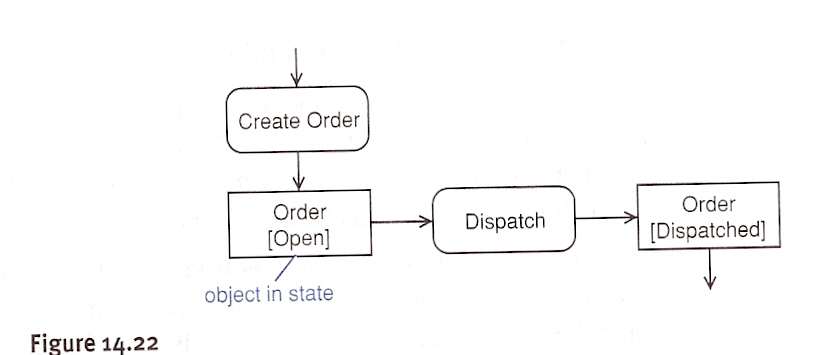 Create Order
Order
[Open]
Dispatch
Order
[Dispatched]
object in state
Figure 14.22